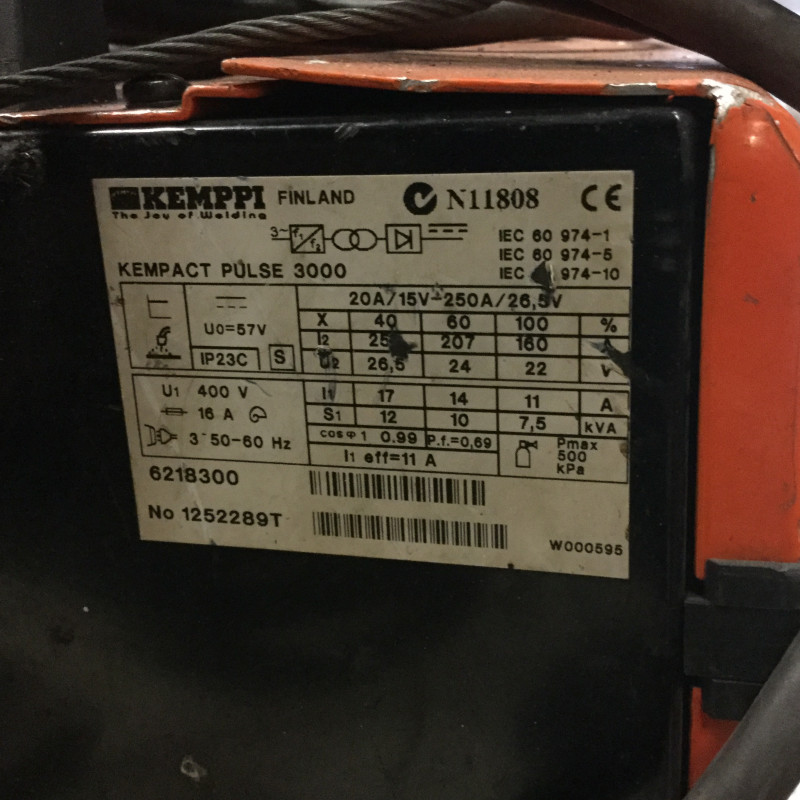 KEMPPI FINLAND N11808 CE
The Joy of Welding
3~ f1 f2
IEC 60 974-1
IEC 60 974-5
KEMPACT PULSE 3000 IEC 974-10
20A/15V-250A/26,5V
U0=57V X 40 60 100 %
I2 207 160 A
IP23C S U2 26,5 24 22 V
U1 400 V I1 17 14 11 A
16 A S1 12 10 7,5 kVA
3~50-60 Hz cos φ 1 0.99 P.f.=0,69 Pmax
500
kPa
I1 eff=11 A
6218300
No 1252289T
W000595